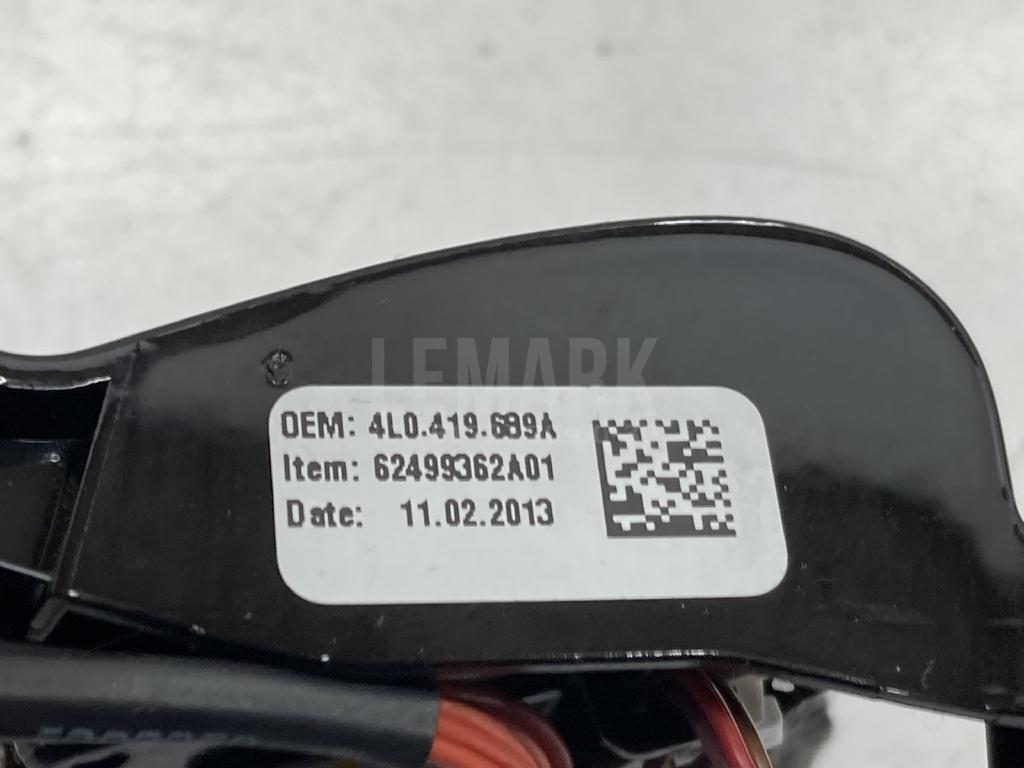 LEMARK
OEM: 4L0.419.689A
Item: 62499362A01
Date: 11.02.2013